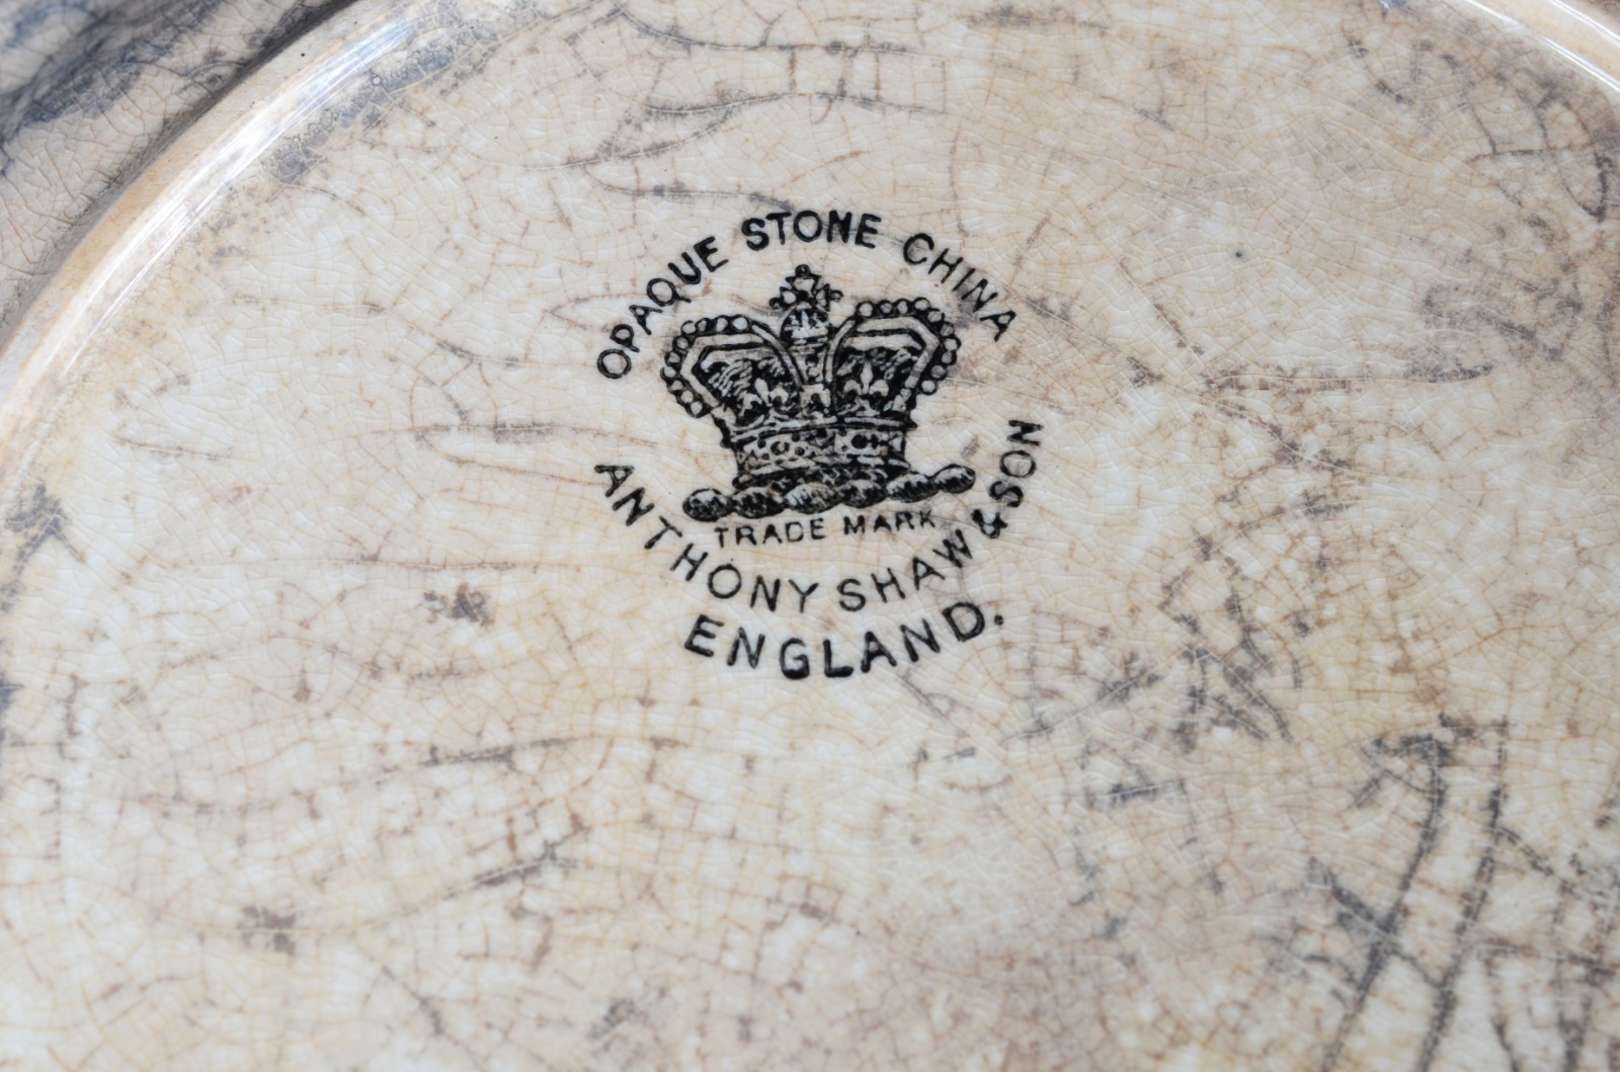 OPAQUE STONE CHINA
TRADE MARK
ANTHONY SHAW & SON
ENGLAND.